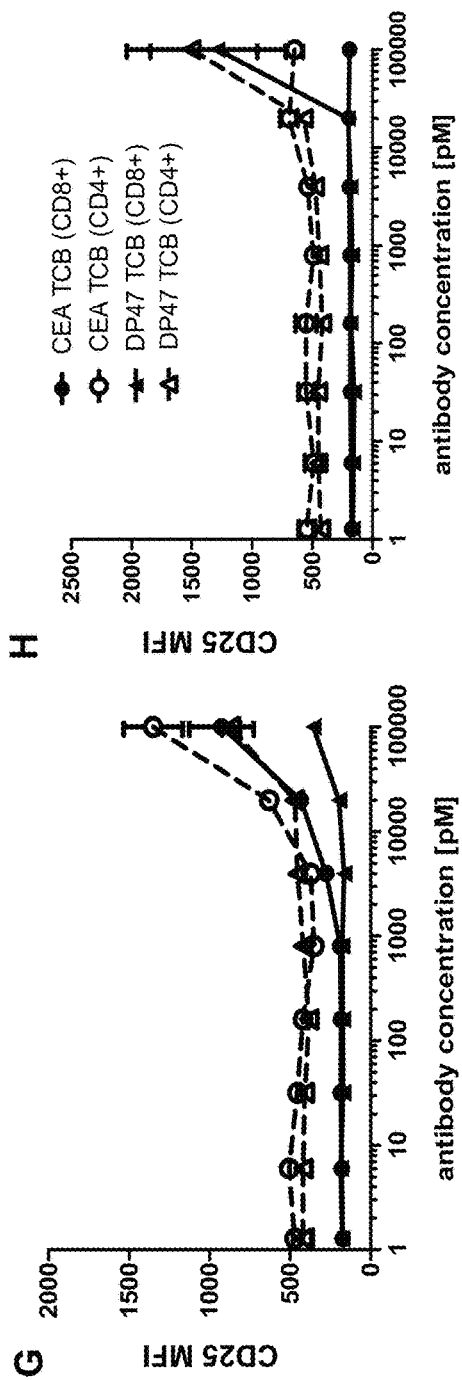 G
CD25 MFI
2000
1500
1000
500
0
1 10 100 1000 10000 100000
antibody concentration [pM]
H
CD25 MFI
2500
2000
1500
1000
500
0
1 10 100 1000 10000 100000
antibody concentration [pM]
CEA TCB (CD8+)
CEA TCB (CD4+)
DP47 TCB (CD8+)
DP47 TCB (CD4+)